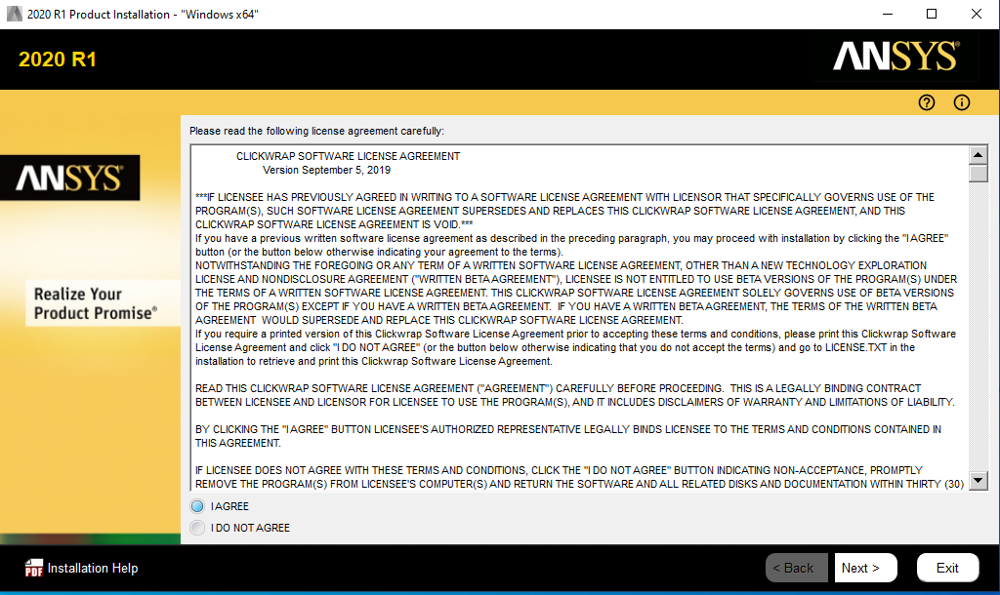 2020 R1 Product Installation - "Windows x64"
2020 R1
ANSYS®
Please read the following license agreement carefully:
ANSYS®
Realize Your
Product Promise®
CLICKWRAP SOFTWARE LICENSE AGREEMENT
Version September 5, 2019
***IF LICENSEE HAS PREVIOUSLY AGREED IN WRITING TO A SOFTWARE LICENSE AGREEMENT WITH LICENSOR THAT SPECIFICALLY GOVERNS USE OF THE
PROGRAM(S), SUCH SOFTWARE LICENSE AGREEMENT SUPERSEDES AND REPLACES THIS CLICKWRAP SOFTWARE LICENSE AGREEMENT, AND THIS
CLICKWRAP SOFTWARE LICENSE AGREEMENT IS VOID.***
If you have a previous written software license agreement as described in the preceding paragraph, you may proceed with installation by clicking the "I AGREE"
button (or the button below otherwise indicating your agreement to the terms).
NOTWITHSTANDING THE FOREGOING OR ANY TERM OF A WRITTEN SOFTWARE LICENSE AGREEMENT, OTHER THAN A NEW TECHNOLOGY EXPLORATION
LICENSE AND NONDISCLOSURE AGREEMENT ("WRITTEN BETA AGREEMENT"), LICENSEE IS NOT ENTITLED TO USE BETA VERSIONS OF THE PROGRAM(S) UNDER
THE TERMS OF A WRITTEN SOFTWARE LICENSE AGREEMENT. THIS CLICKWRAP SOFTWARE LICENSE AGREEMENT SOLELY GOVERNS USE OF BETA VERSIONS
OF THE PROGRAM(S) EXCEPT IF YOU HAVE A WRITTEN BETA AGREEMENT.  IF YOU HAVE A WRITTEN BETA AGREEMENT, THE TERMS OF THE WRITTEN BETA
AGREEMENT  WOULD SUPERSEDE AND REPLACE THIS CLICKWRAP SOFTWARE LICENSE AGREEMENT.
If you require a printed version of this Clickwrap Software License Agreement prior to accepting these terms and conditions, please print this Clickwrap Software
License Agreement and click "I DO NOT AGREE" (or the button below otherwise indicating that you do not accept the terms) and go to LICENSE.TXT in the
installation to retrieve and print this Clickwrap Software License Agreement.
READ THIS CLICKWRAP SOFTWARE LICENSE AGREEMENT ("AGREEMENT") CAREFULLY BEFORE PROCEEDING.  THIS IS A LEGALLY BINDING CONTRACT
BETWEEN LICENSEE AND LICENSOR FOR LICENSEE TO USE THE PROGRAM(S), AND IT INCLUDES DISCLAIMERS OF WARRANTY AND LIMITATIONS OF LIABILITY.
BY CLICKING THE "I AGREE" BUTTON LICENSEE'S AUTHORIZED REPRESENTATIVE LEGALLY BINDS LICENSEE TO THE TERMS AND CONDITIONS CONTAINED IN
THIS AGREEMENT.
IF LICENSEE DOES NOT AGREE WITH THESE TERMS AND CONDITIONS, CLICK THE "I DO NOT AGREE" BUTTON INDICATING NON-ACCEPTANCE, PROMPTLY
REMOVE THE PROGRAM(S) FROM LICENSEE'S COMPUTER(S) AND RETURN THE SOFTWARE AND ALL RELATED DISKS AND DOCUMENTATION WITHIN THIRTY (30)
I AGREE
I DO NOT AGREE
PDF Installation Help
< Back
Next >
Exit